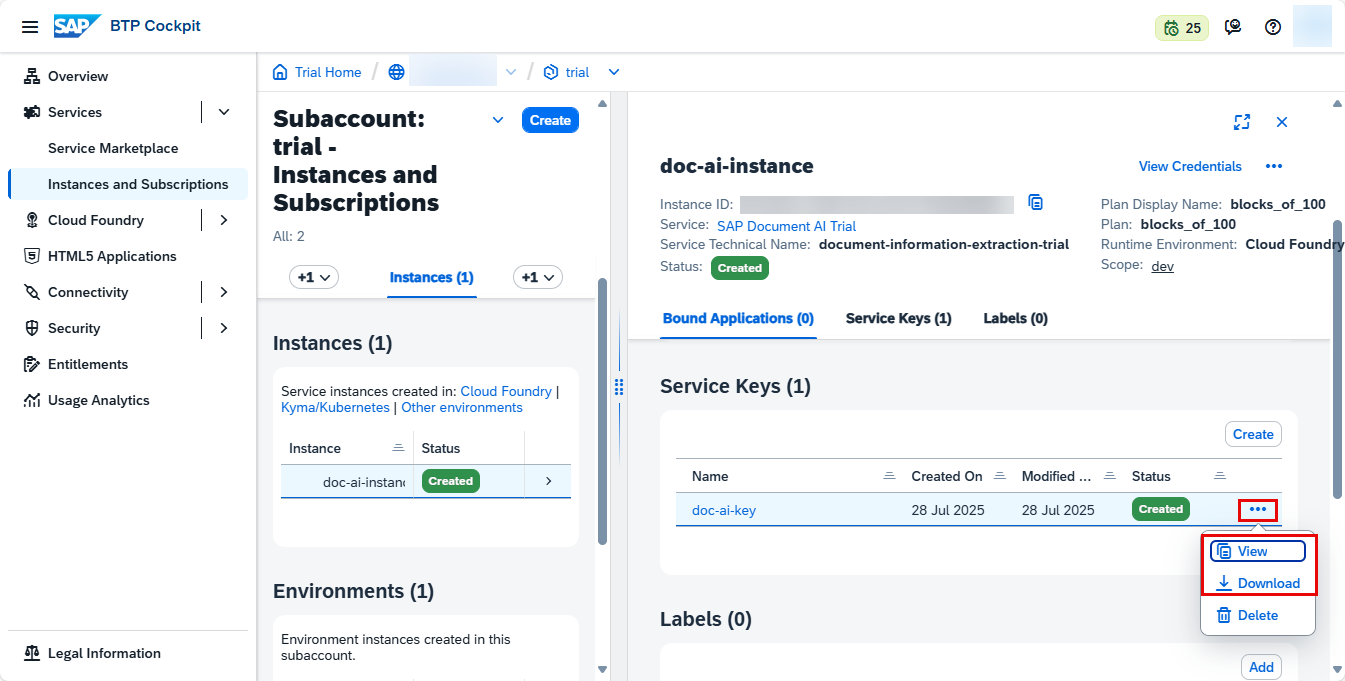 SAP BTP Cockpit
25
Overview
Services
Service Marketplace
Instances and Subscriptions
Cloud Foundry
HTML5 Applications
Connectivity
Security
Entitlements
Usage Analytics
Legal Information
Trial Home / / trial
Subaccount:
trial -
Instances and
Subscriptions
Create
All: 2
+1 Instances (1) +1
Instances (1)
Service instances created in: Cloud Foundry |
Kyma/Kubernetes | Other environments
Instance Status
doc-ai-instanc Created
Environments (1)
Environment instances created in this
subaccount.
doc-ai-instance
View Credentials
Instance ID:
Service: SAP Document AI Trial
Service Technical Name: document-information-extraction-trial
Status: Created
Plan Display Name: blocks_of_100
Plan: blocks_of_100
Runtime Environment: Cloud Foundry
Scope: dev
Bound Applications (0) Service Keys (1) Labels (0)
Service Keys (1)
Create
Name Created On Modified ... Status
doc-ai-key 28 Jul 2025 28 Jul 2025 Created
View
Download
Delete
Labels (0)
Add